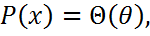 P(x) = Θ(θ),